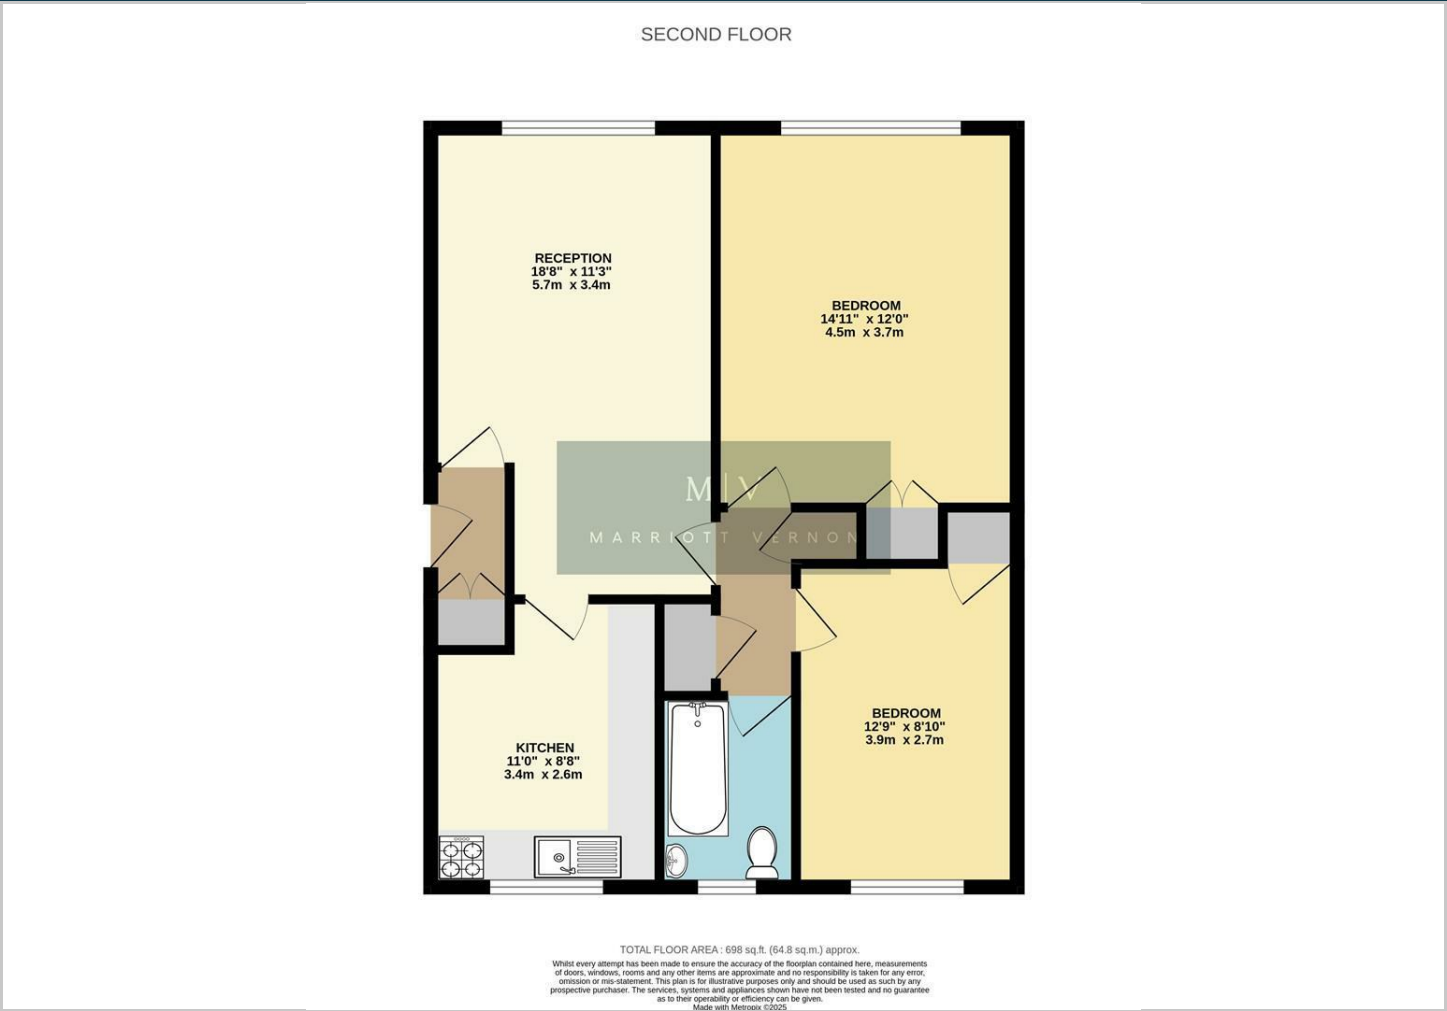 SECOND FLOOR
RECEPTION
18'8" x 11'3"
5.7m x 3.4m
BEDROOM
14'11" x 12'0"
4.5m x 3.7m
M|V
MARRIOTT VERNON
BEDROOM
12'9" x 8'10"
3.9m x 2.7m
KITCHEN
11'0" x 8'8"
3.4m x 2.6m
TOTAL FLOOR AREA : 698 sq.ft. (64.8 sq.m.) approx.
Whilst every attempt has been made to ensure the accuracy of the floorplan contained here, measurements
of doors, windows, rooms and any other items are approximate and no responsibility is taken for any error,
omission or mis-statement. This plan is for illustrative purposes only and should be used as such by any
prospective purchaser. The services, systems and appliances shown have not been tested and no guarantee
as to their operability or efficiency can be given.
Made with Metropix ©2025